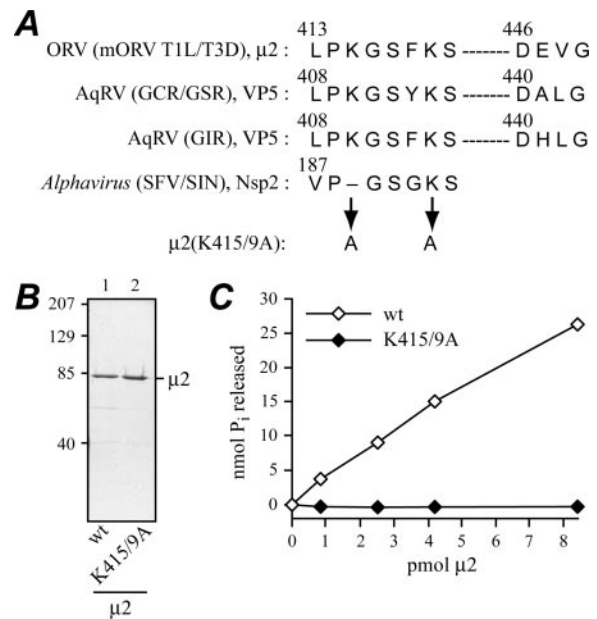 A
413 446
ORV (mORV T1L/T3D), μ2 : L P K G S F K S ------- D E V G
408 440
AqRV (GCR/GSR), VP5 : L P K G S Y K S ------- D A L G
408 440
AqRV (GIR), VP5 : L P K G S F K S ------- D H L G
187
Alphavirus (SFV/SIN), Nsp2 : V P – G S G K S
μ2(K415/9A): A A
B
1 2
207
129
85
40
μ2
wt
K415/9A
μ2
C
wt
K415/9A
30
25
20
15
10
5
0
nmol Pi released
0 1 2 3 4 5 6 7 8
pmol μ2